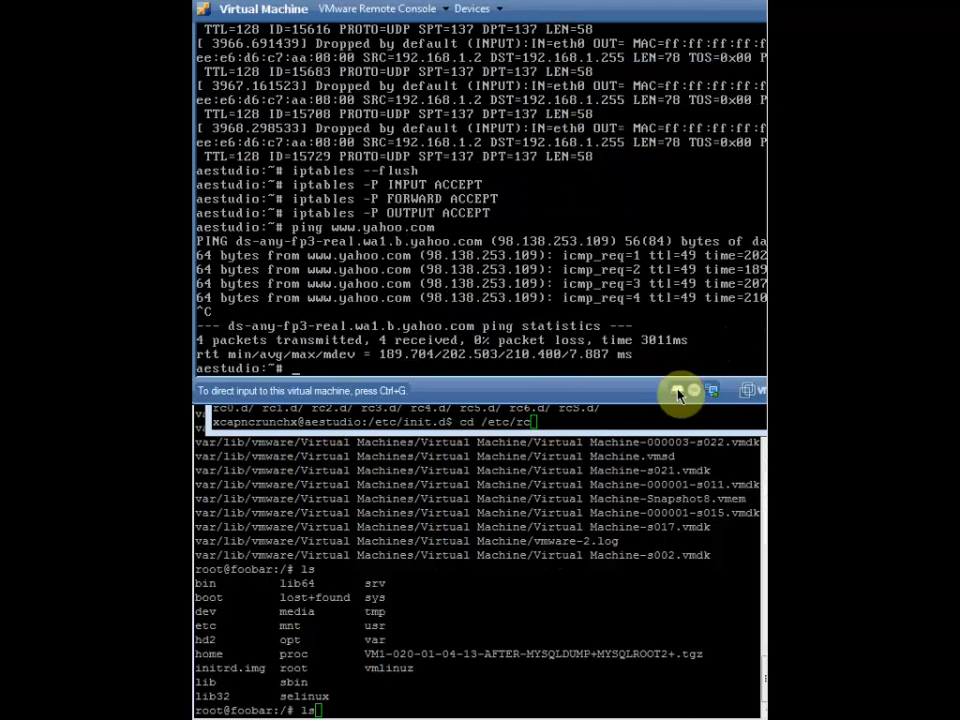 Virtual Machine VMware Remote Console Devices
TTL=128 ID=15616 PROTO=UDP SPT=137 DPT=137 LEN=58
[ 3966.691439] Dropped by default (INPUT):IN=eth0 OUT= MAC=ff:ff:ff:ff:f
ee:e6:d6:c7:aa:08:00 SRC=192.168.1.2 DST=192.168.1.255 LEN=78 TOS=0x00 P
TTL=128 ID=15683 PROTO=UDP SPT=137 DPT=137 LEN=58
[ 3967.161523] Dropped by default (INPUT):IN=eth0 OUT= MAC=ff:ff:ff:ff:f
ee:e6:d6:c7:aa:08:00 SRC=192.168.1.2 DST=192.168.1.255 LEN=78 TOS=0x00 P
TTL=128 ID=15708 PROTO=UDP SPT=137 DPT=137 LEN=58
[ 3968.298533] Dropped by default (INPUT):IN=eth0 OUT= MAC=ff:ff:ff:ff:f
ee:e6:d6:c7:aa:08:00 SRC=192.168.1.2 DST=192.168.1.255 LEN=78 TOS=0x00 P
TTL=128 ID=15729 PROTO=UDP SPT=137 DPT=137 LEN=58
aestudio:~# iptables --flush
aestudio:~# iptables -P INPUT ACCEPT
aestudio:~# iptables -P FORWARD ACCEPT
aestudio:~# iptables -P OUTPUT ACCEPT
aestudio:~# ping www.yahoo.com
PING ds-any-fp3-real.wa1.b.yahoo.com (98.138.253.109) 56(84) bytes of da
64 bytes from www.yahoo.com (98.138.253.109): icmp_req=1 ttl=49 time=202
64 bytes from www.yahoo.com (98.138.253.109): icmp_req=2 ttl=49 time=189
64 bytes from www.yahoo.com (98.138.253.109): icmp_req=3 ttl=49 time=207
64 bytes from www.yahoo.com (98.138.253.109): icmp_req=4 ttl=49 time=210
^C
--- ds-any-fp3-real.wa1.b.yahoo.com ping statistics ---
4 packets transmitted, 4 received, 0% packet loss, time 3011ms
rtt min/avg/max/mdev = 189.704/202.503/210.400/7.887 ms
aestudio:~# _
To direct input to this virtual machine, press Ctrl+G.
rc0.d/ rc1.d/ rc2.d/ rc3.d/ rc4.d/ rc5.d/ rc6.d/ rcS.d/
xcapncrunchx@aestudio:/etc/init.d$ cd /etc/rc
var/lib/vmware/Virtual Machines/Virtual Machine/Virtual Machine-000003-s022.vmdk
var/lib/vmware/Virtual Machines/Virtual Machine/Virtual Machine.vmsd
var/lib/vmware/Virtual Machines/Virtual Machine/Virtual Machine-s021.vmdk
var/lib/vmware/Virtual Machines/Virtual Machine/Virtual Machine-000001-s011.vmdk
var/lib/vmware/Virtual Machines/Virtual Machine/Virtual Machine-Snapshot8.vmem
var/lib/vmware/Virtual Machines/Virtual Machine/Virtual Machine-000001-s015.vmdk
var/lib/vmware/Virtual Machines/Virtual Machine/Virtual Machine-s017.vmdk
var/lib/vmware/Virtual Machines/Virtual Machine/vmware-2.log
var/lib/vmware/Virtual Machines/Virtual Machine/Virtual Machine-s002.vmdk
root@foobar:/# ls
bin lib64 srv
boot lost+found sys
dev media tmp
etc mnt usr
hd2 opt var
home proc VM1-020-01-04-13-AFTER-MYSQLDUMP+MYSQLROOT2+.tgz
initrd.img root vmlinuz
lib sbin
lib32 selinux
root@foobar:/# ls